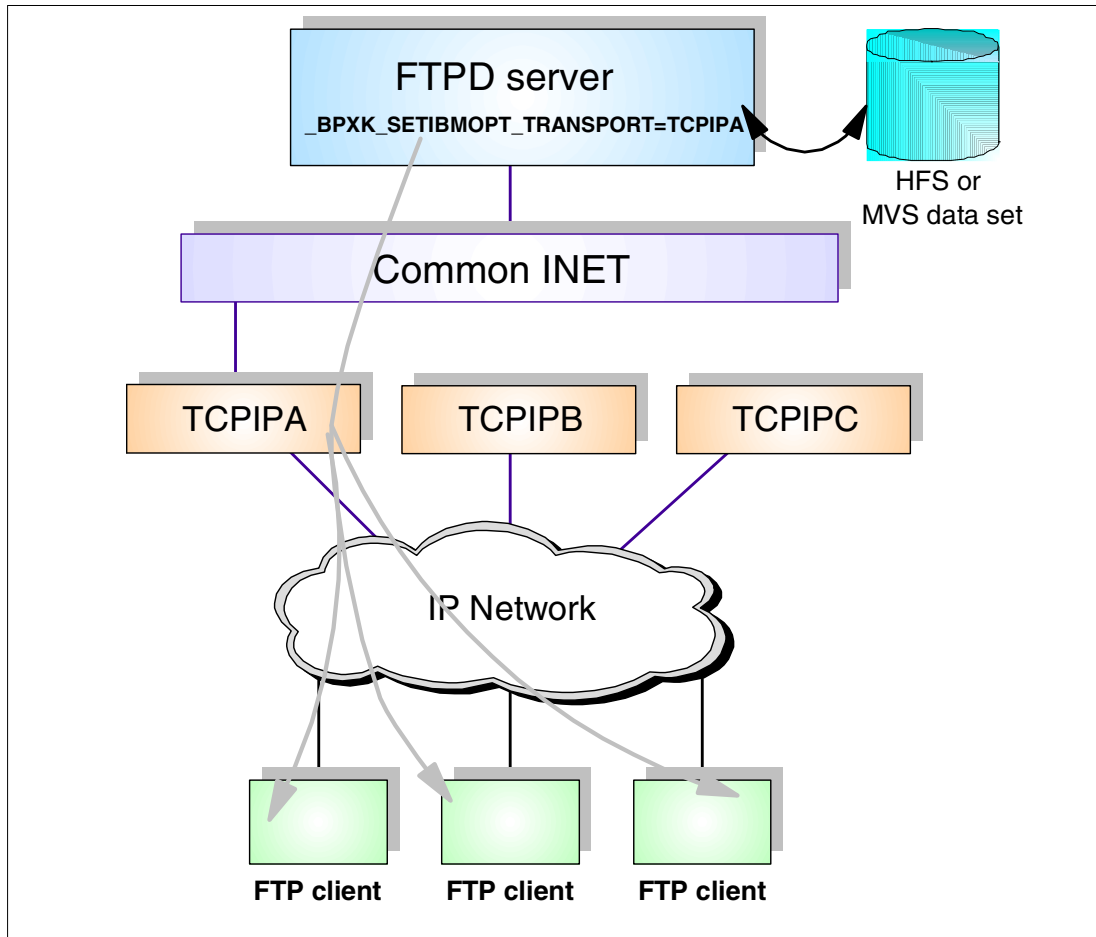 FTPD server
_BPXK_SETIBMOPT_TRANSPORT=TCPIPA
HFS or
MVS data set
Common INET
TCPIPA
TCPIPB
TCPIPC
IP Network
FTP client
FTP client
FTP client